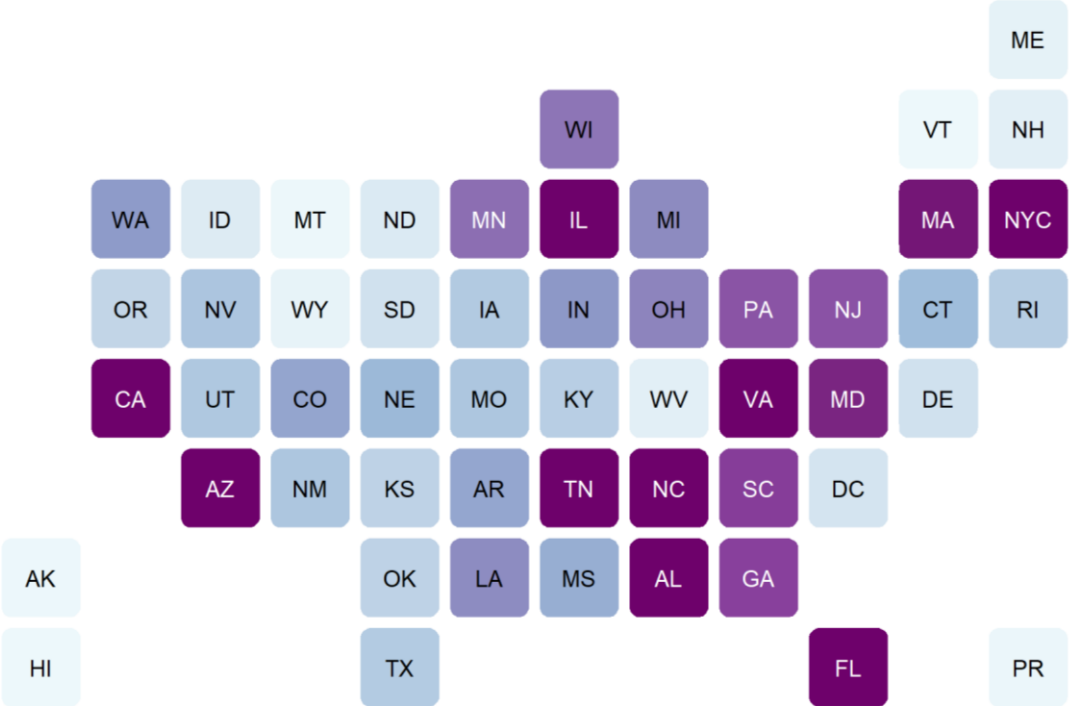 ME
WI VT NH
WA ID MT ND MN IL MI MA NYC
OR NV WY SD IA IN OH PA NJ CT RI
CA UT CO NE MO KY WV VA MD DE
AZ NM KS AR TN NC SC DC
AK OK LA MS AL GA
HI TX FL PR